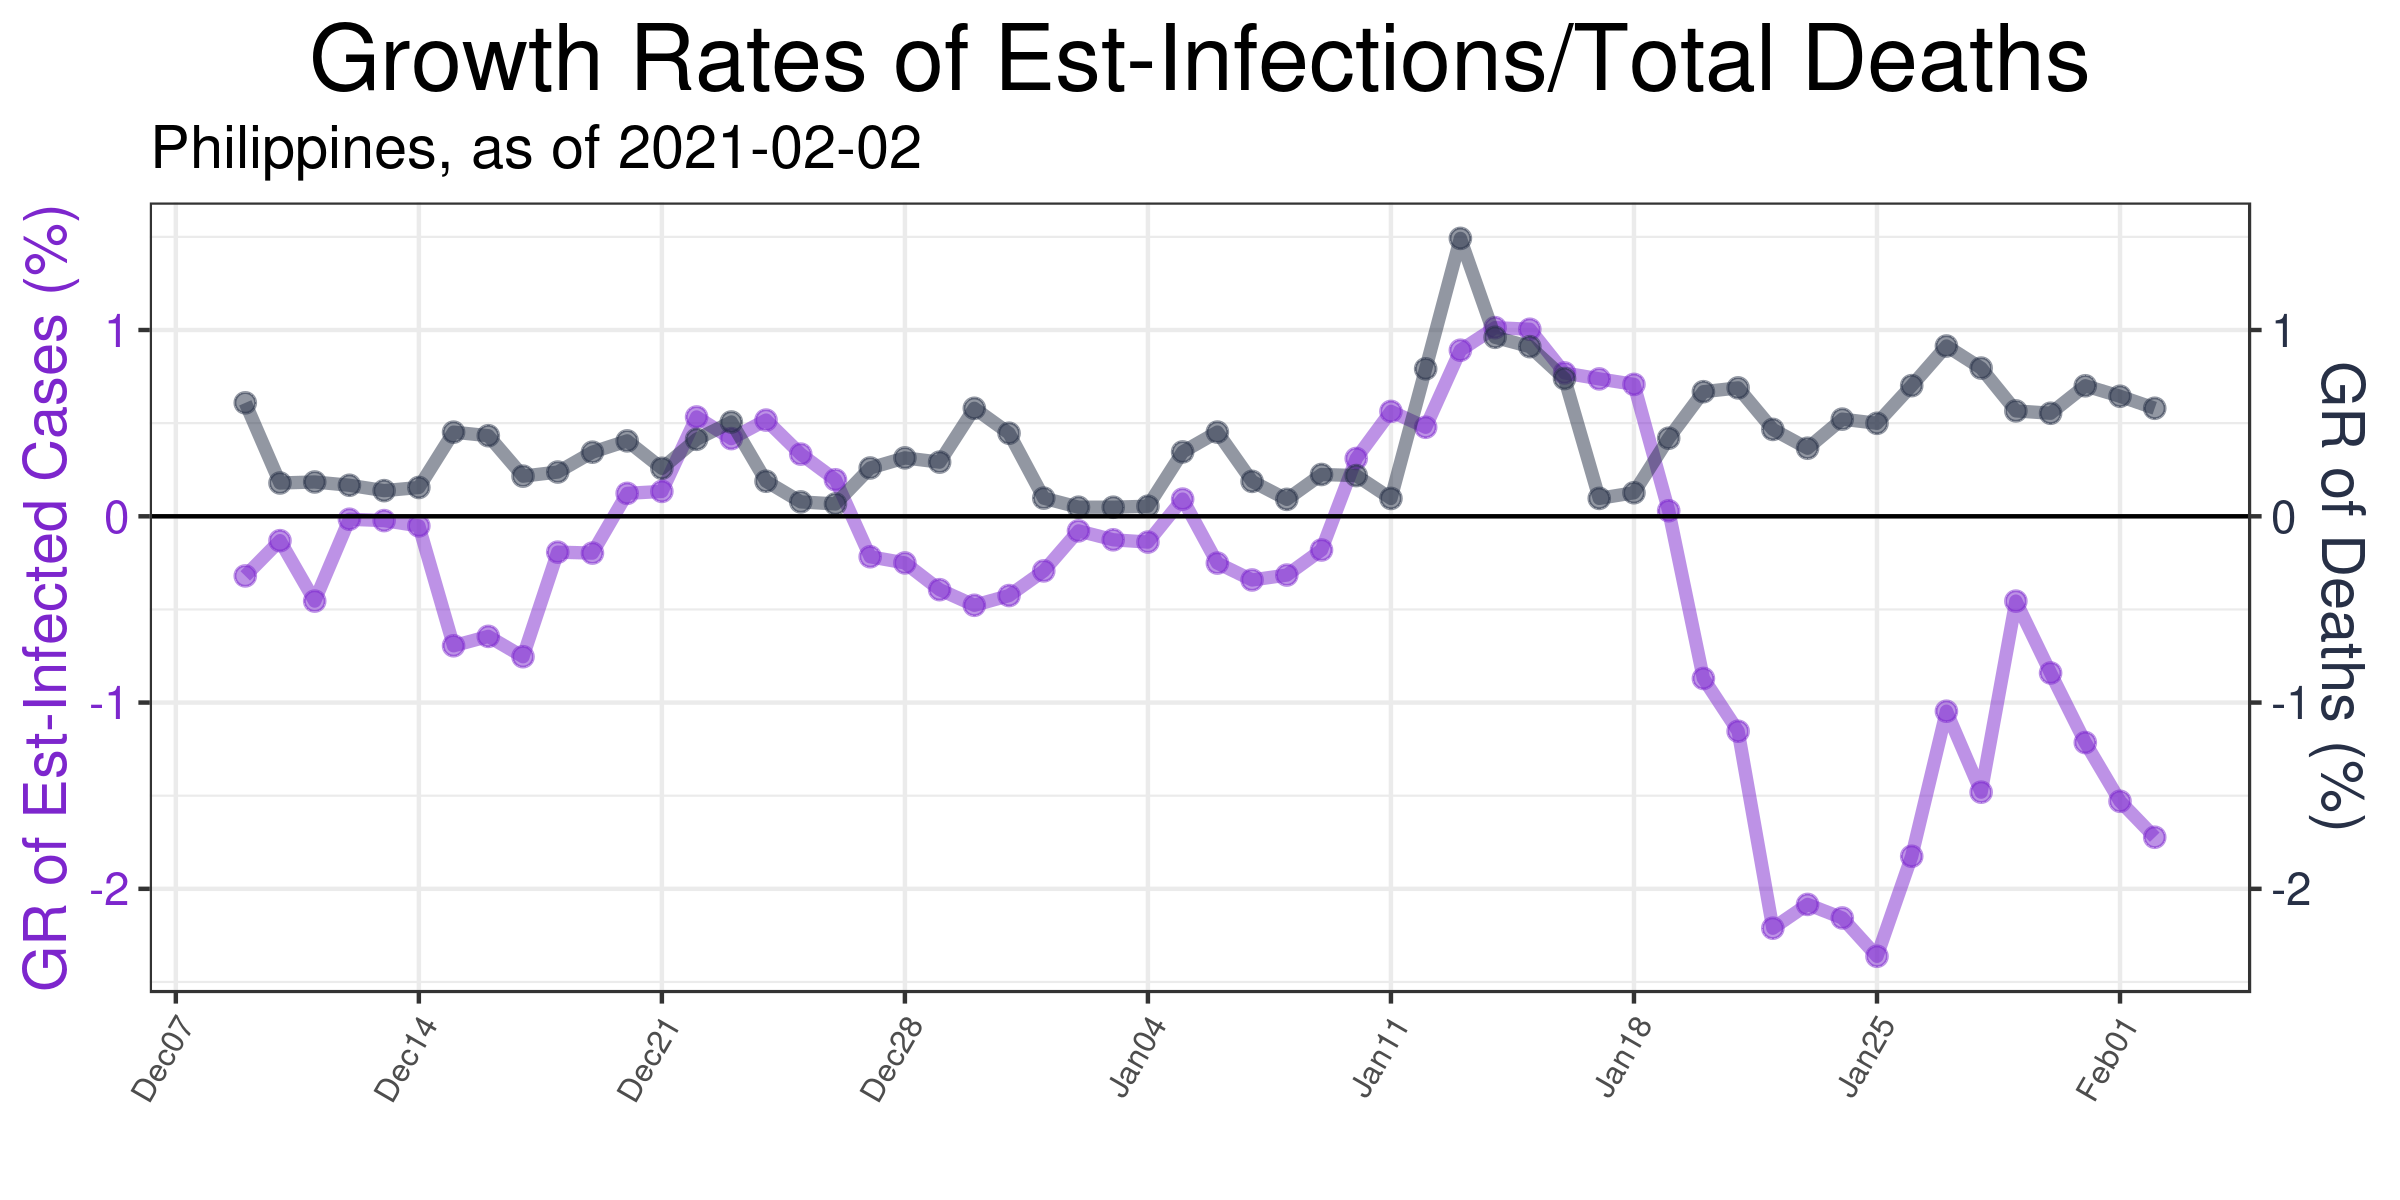 Growth Rates of Est-Infections/Total Deaths
Philippines, as of 2021-02-02
GR of Est-Infected Cases (%)
1
0
-1
-2
1
0
-1
-2
GR of Deaths (%)
Dec07
Dec14
Dec21
Dec28
Jan04
Jan11
Jan18
Jan25
Feb01